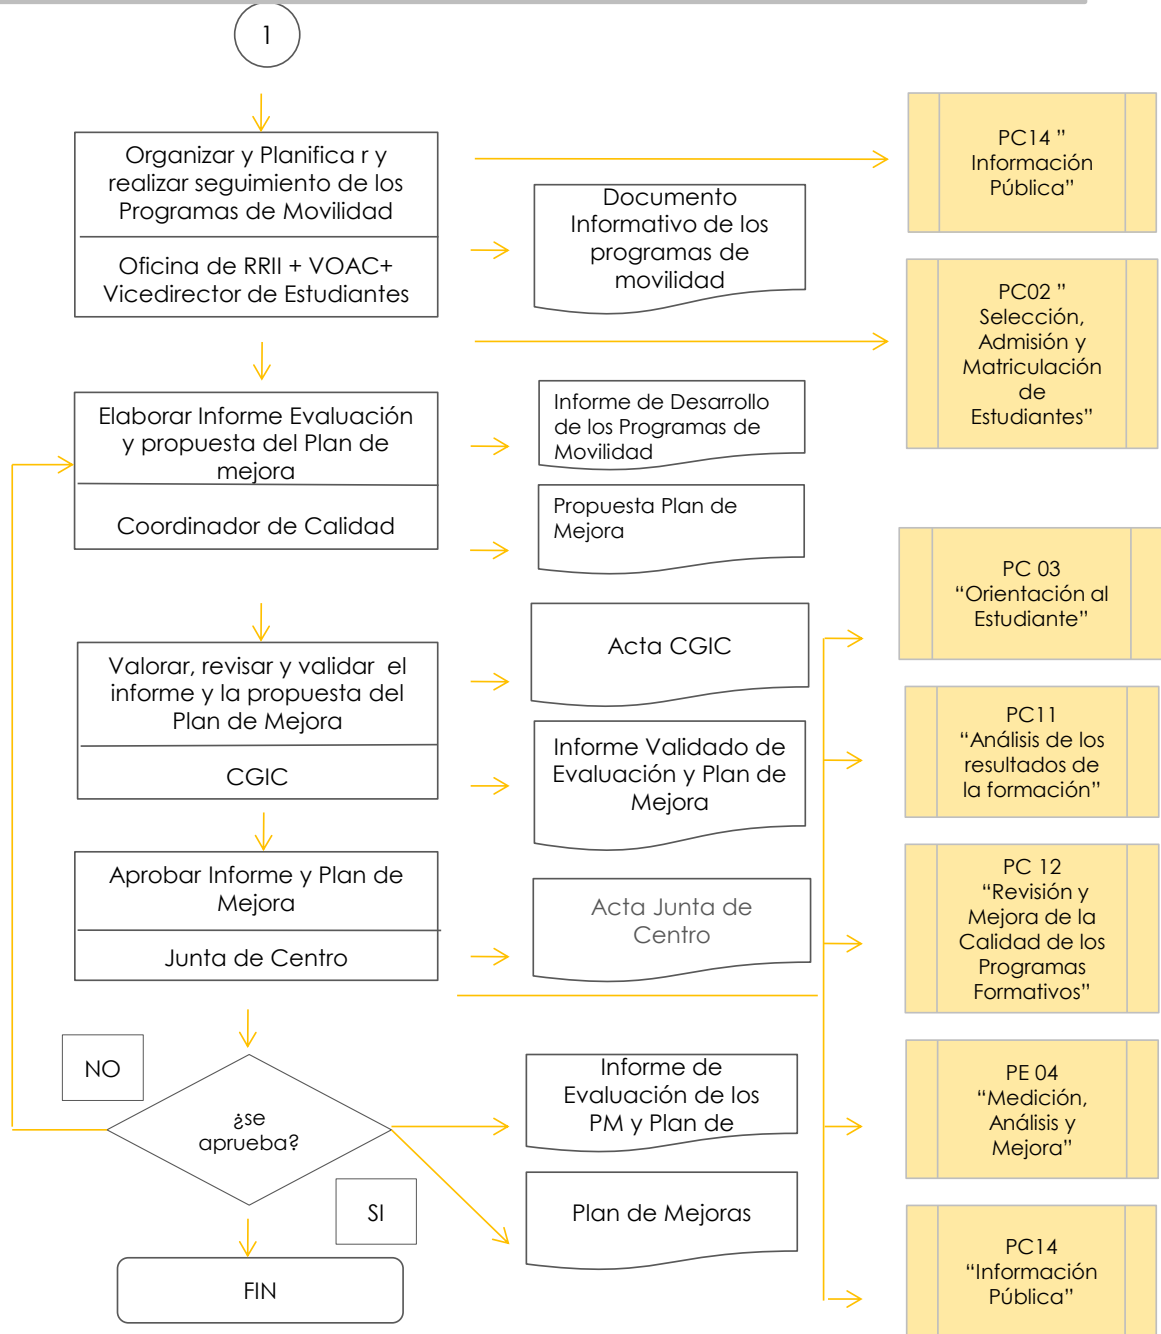 1
Organizar y Planifica r y
realizar seguimiento de los
Programas de Movilidad
Oficina de RRII + VOAC+
Vicedirector de Estudiantes
Documento
Informativo de los
programas de
movilidad
PC14 ”
Información
Pública”
PC02 ”
Selección,
Admisión y
Matriculación
de
Estudiantes”
Elaborar Informe Evaluación
y propuesta del Plan de
mejora
Coordinador de Calidad
Informe de Desarrollo
de los Programas de
Movilidad
Propuesta Plan de
Mejora
PC 03
“Orientación al
Estudiante”
Valorar, revisar y validar el
informe y la propuesta del
Plan de Mejora
CGIC
Acta CGIC
Informe Validado de
Evaluación y Plan de
Mejora
PC11
“Análisis de los
resultados de
la formación”
Aprobar Informe y Plan de
Mejora
Junta de Centro
Acta Junta de
Centro
PC 12
“Revisión y
Mejora de la
Calidad de los
Programas
Formativos”
NO
¿se
aprueba?
SI
Informe de
Evaluación de los
PM y Plan de
Plan de Mejoras
PE 04
“Medición,
Análisis y
Mejora”
FIN
PC14
“Información
Pública”